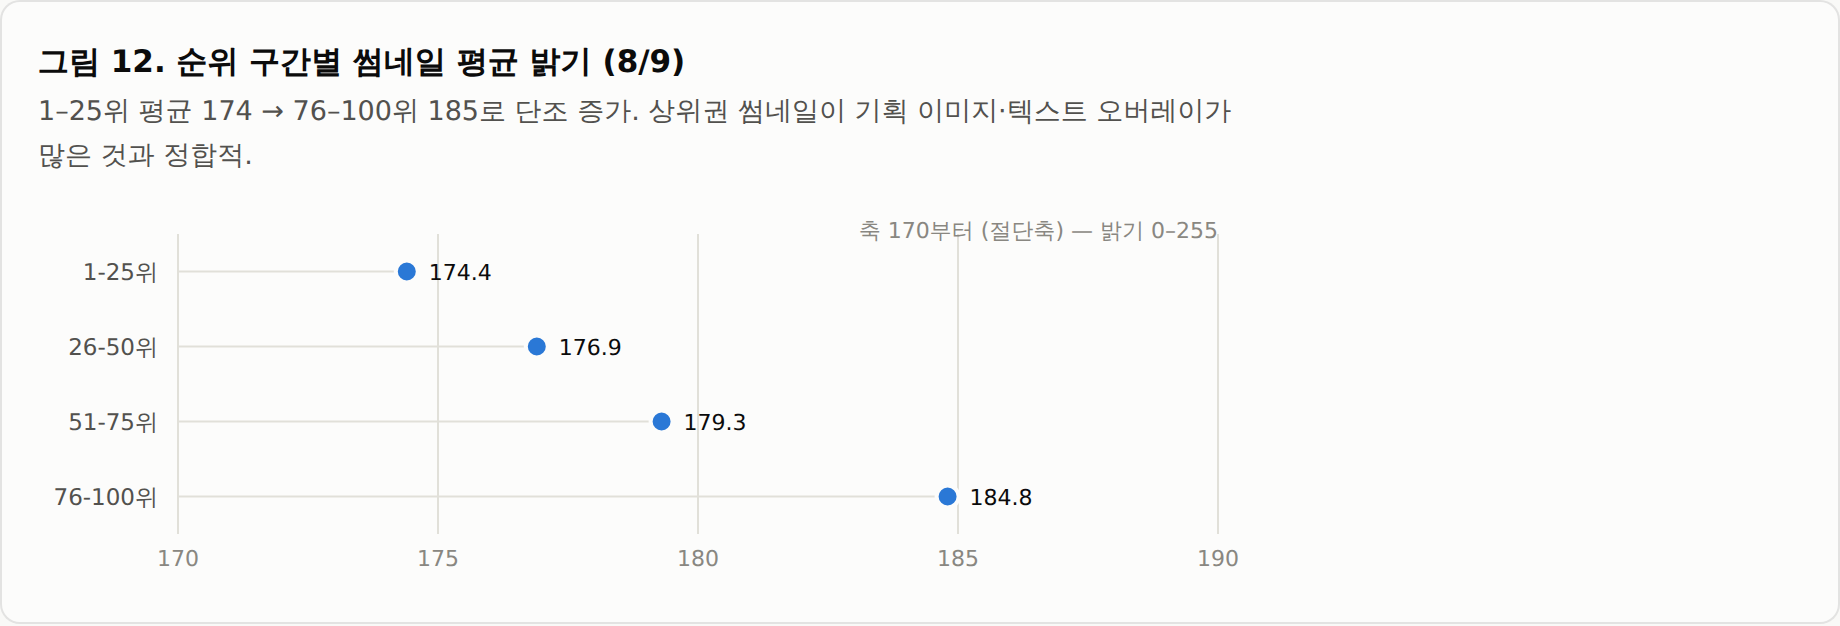 그림 12. 순위 구간별 썸네일 평균 밝기 (8/9)
1–25위 평균 174 → 76–100위 185로 단조 증가. 상위권 썸네일이 기획 이미지·텍스트 오버레이가
많은 것과 정합적.
축 170부터 (절단축) — 밝기 0–255
1-25위 174.4
26-50위 176.9
51-75위 179.3
76-100위 184.8
170 175 180 185 190